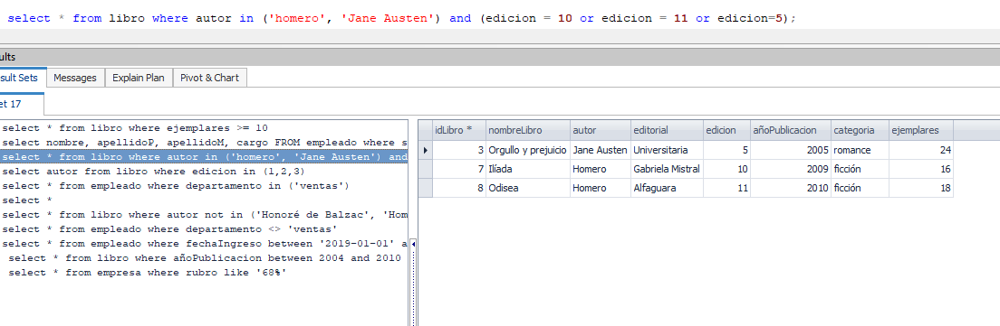 select * from libro where autor in ('homero', 'Jane Austen') and (edicion = 10 or edicion = 11 or edicion=5);
ults
sult Sets Messages Explain Plan Pivot & Chart
et 17
select * from libro where ejemplares >= 10
select nombre, apellidoP, apellidoM, cargo FROM empleado where s
select * from libro where autor in ('homero', 'Jane Austen') and
select autor from libro where edicion in (1,2,3)
select * from empleado where departamento in ('ventas')
select *
select * from libro where autor not in ('Honoré de Balzac', 'Hom
select * from empleado where departamento <> 'ventas'
select * from empleado where fechaIngreso between '2019-01-01' a
select * from libro where añoPublicacion between 2004 and 2010
select * from empresa where rubro like '68%'
idLibro * nombreLibro autor editorial edicion añoPublicacion categoria ejemplares
3 Orgullo y prejuicio Jane Austen Universitaria 5 2005 romance 24
7 Ilíada Homero Gabriela Mistral 10 2009 ficción 16
8 Odisea Homero Alfaguara 11 2010 ficción 18